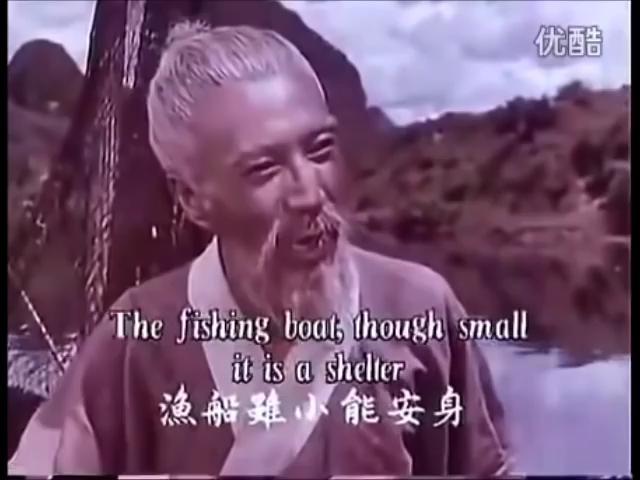 优酷
The fishing boat, though small
it is a shelter
漁船雖小能安身